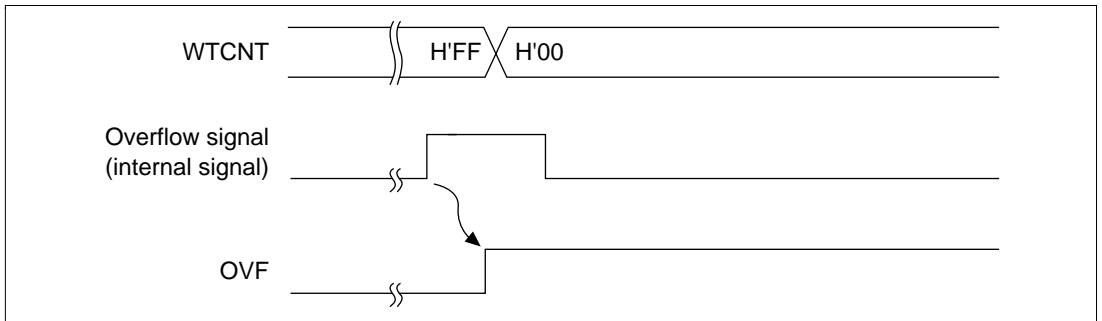 WTCNT H'FF H'00
Overflow signal
(internal signal)
OVF